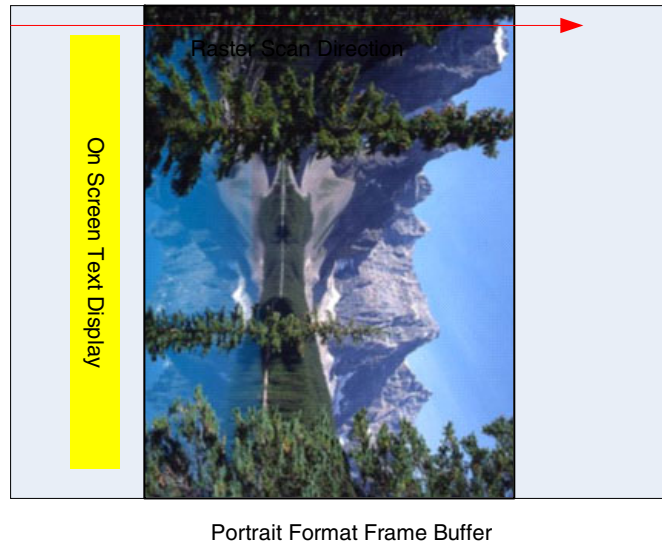 Raster Scan Direction
On Screen Text Display
Portrait Format Frame Buffer